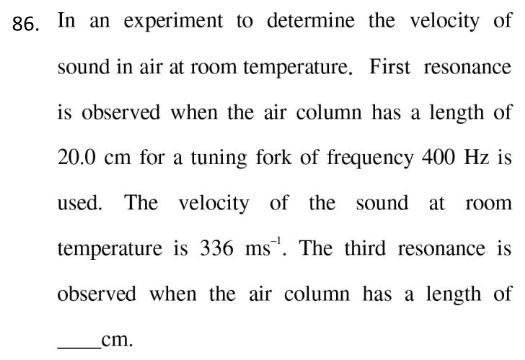 86. In an experiment to determine the velocity of
sound in air at room temperature. First resonance
is observed when the air column has a length of
20.0 cm for a tuning fork of frequency 400 Hz is
used. The velocity of the sound at room
temperature is 336 ms⁻¹. The third resonance is
observed when the air column has a length of
____cm.